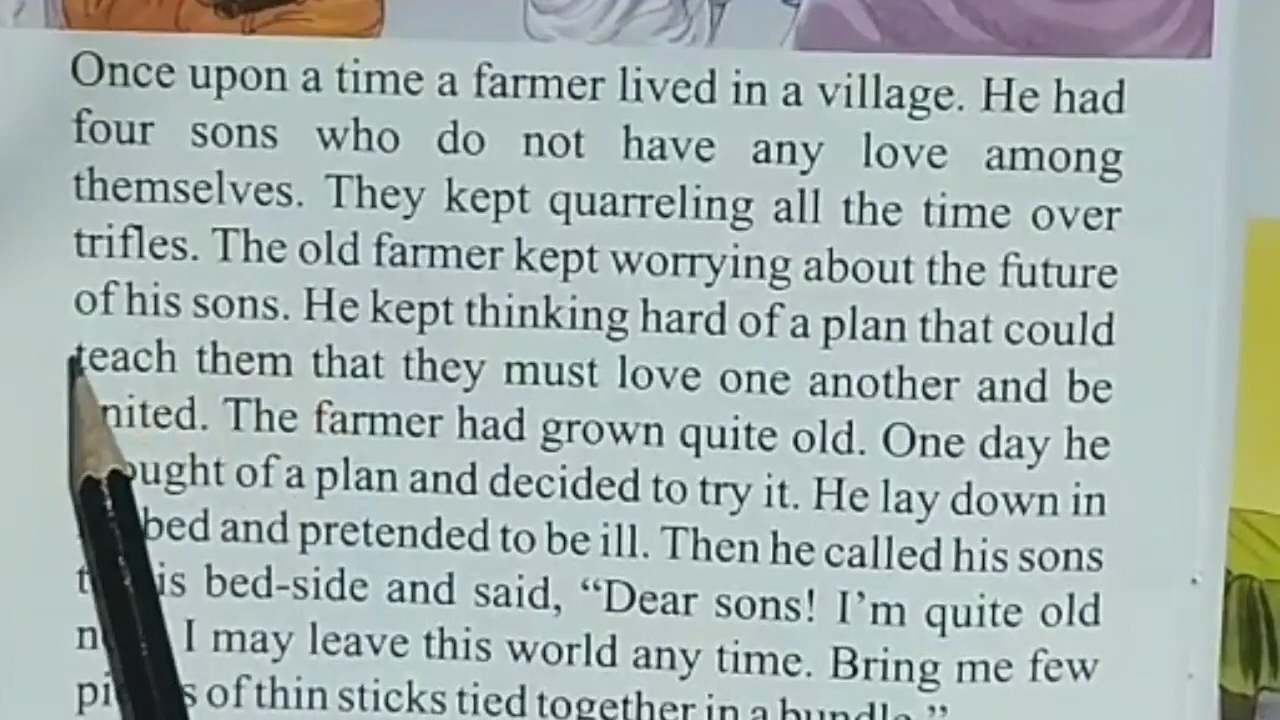 Once upon a time a farmer lived in a village. He had
four sons who do not have any love among
themselves. They kept quarreling all the time over
trifles. The old farmer kept worrying about the future
of his sons. He kept thinking hard of a plan that could
teach them that they must love one another and be
nited. The farmer had grown quite old. One day he
ought of a plan and decided to try it. He lay down in
bed and pretended to be ill. Then he called his sons
is bed-side and said, “Dear sons! I’m quite old
I may leave this world any time. Bring me few
of thin sticks tied together in a bundle.”